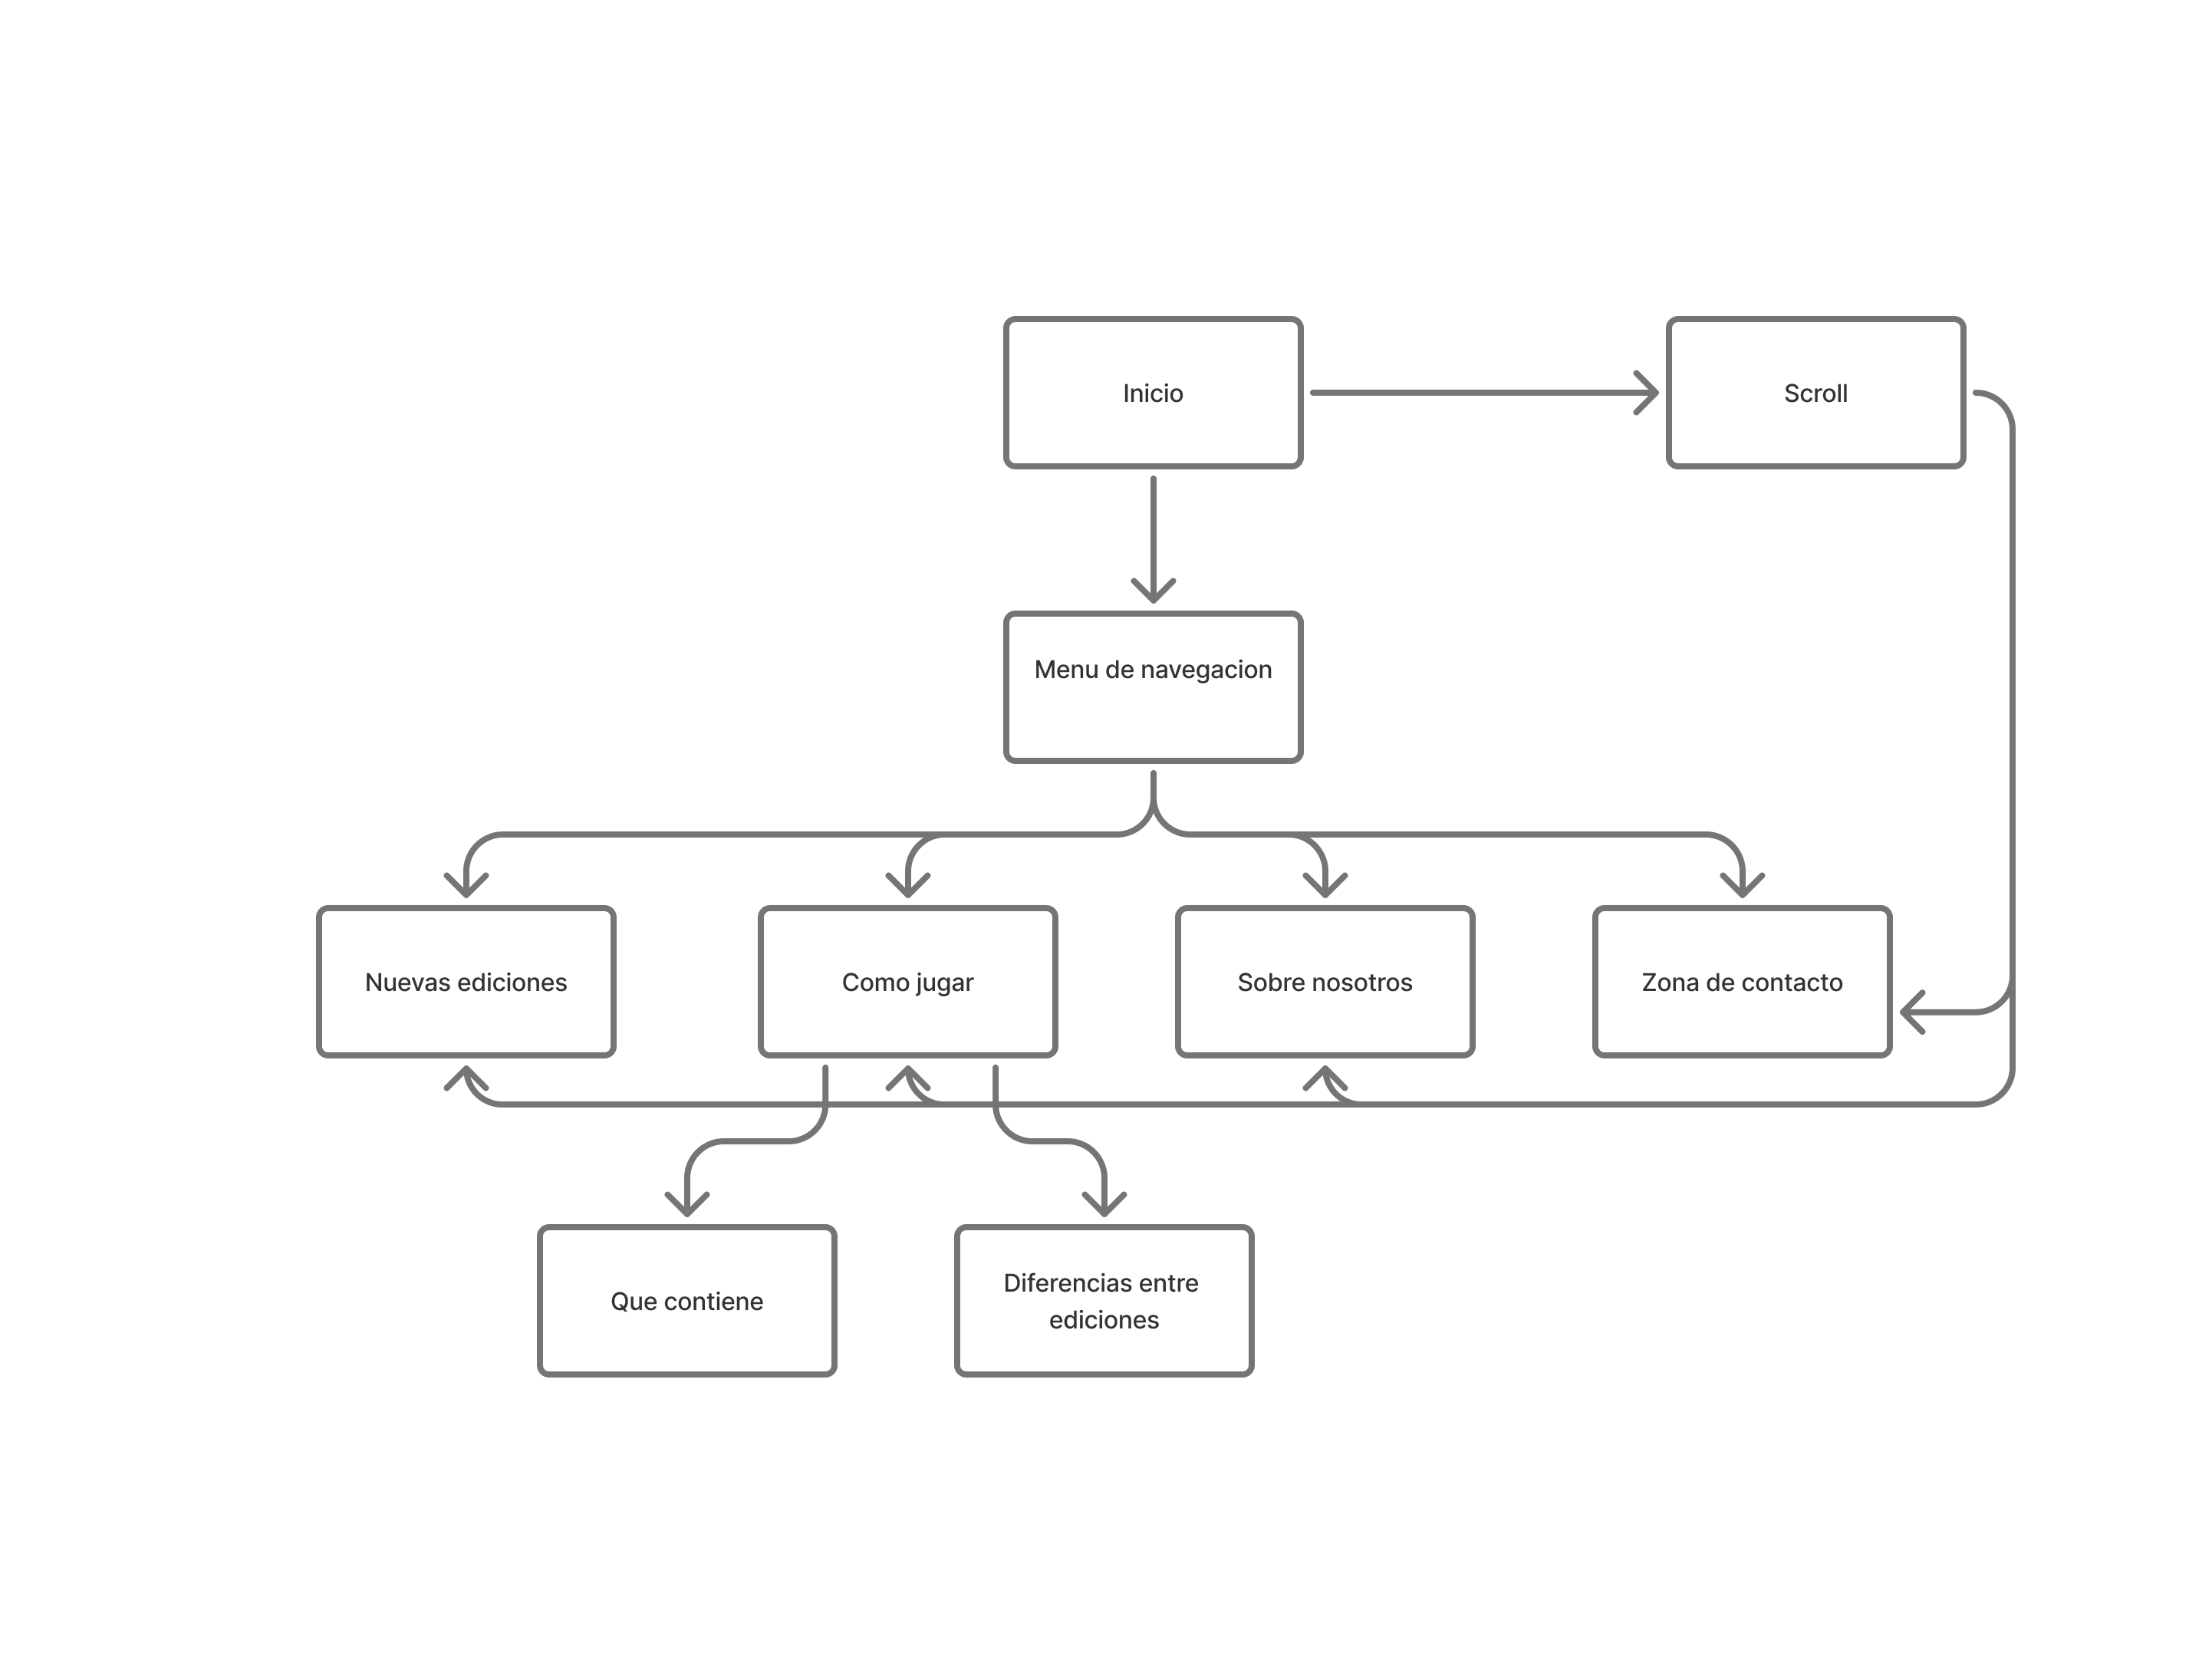 Inicio
Scroll
Menu de navegacion
Nuevas ediciones
Como jugar
Sobre nosotros
Zona de contacto
Que contiene
Diferencias entre
ediciones